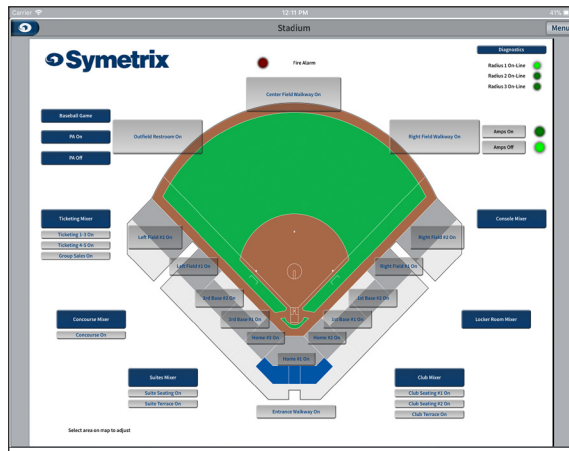 Carrier
12:11 PM
47%
Stadium
Menu
Symetrix
Fire Alarm
Diagnostics
Radius 1 On-Line
Radius 2 On-Line
Radius 3 On-Line
Center Field Walkway On
Baseball Game
PA On
PA Off
Outfield Restroom On
Right Field Walkway On
Amps On
Amps Off
Ticketing Mixer
Ticketing 1-3 On
Ticketing 4-5 On
Group Sales On
Left Field #2 On
Right Field #2 On
Console Mixer
Left Field #1 On
Right Field #1 On
3rd Base #2 On
1st Base #2 On
3rd Base #1 On
1st Base #1 On
Concourse Mixer
Concourse On
Locker Room Mixer
Home #3 On
Home #2 On
Home #1 On
Suites Mixer
Suite Seating On
Suite Terrace On
Club Mixer
Club Seating #1 On
Club Seating #2 On
Club Terrace On
Entrance Walkway On
Select area on map to adjust